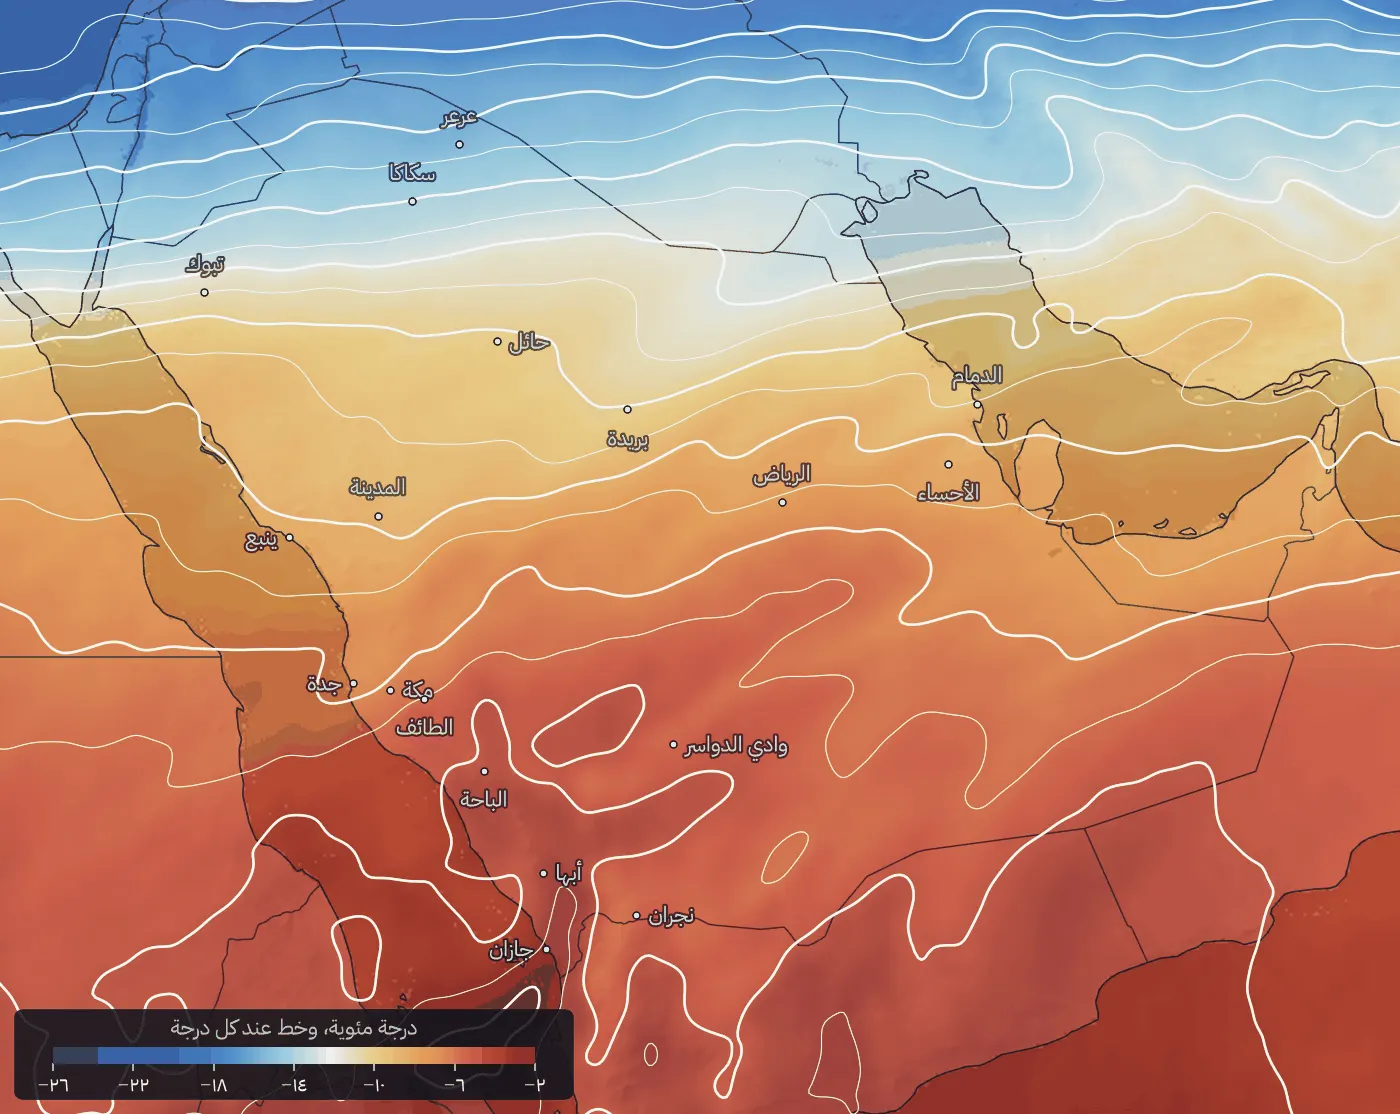 عرعر
سكاكا
تبوك
حائل
الدمام
بريدة
الرياض
المدينة
الأحساء
ينبع
جدة
مكة
الطائف
وادي الدواسر
الباحة
أبها
نجران
جازان
درجة مئوية، وخط عند كل درجة
−٢٦ −٢٢ −١٨ −١٤ −١٠ −٦ −٢